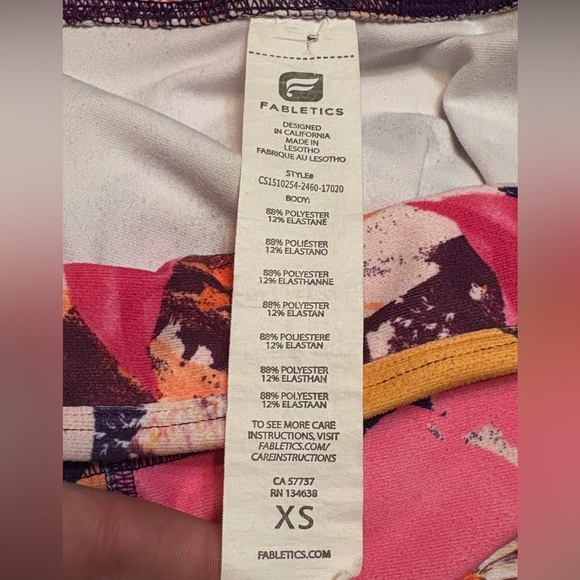 FABLETICS
DESIGNED
IN CALIFORNIA
MADE IN
LESOTHO
FABRIQUE AU LESOTHO
STYLE#
CS1510254-2460-17020
BODY:
88% POLYESTER
12% ELASTANE
88% POLIÉSTER
12% ELASTANO
88% POLYESTER
12% ELASTHANNE
88% POLYESTER
12% ELASTAN
88% POLIESTERE
12% ELASTAN
88% POLYESTER
12% ELASTHAN
88% POLYESTER
12% ELASTAAN
TO SEE MORE CARE
INSTRUCTIONS, VISIT
FABLETICS.COM/
CAREINSTRUCTIONS
CA 57737
RN 134638
XS
FABLETICS.COM